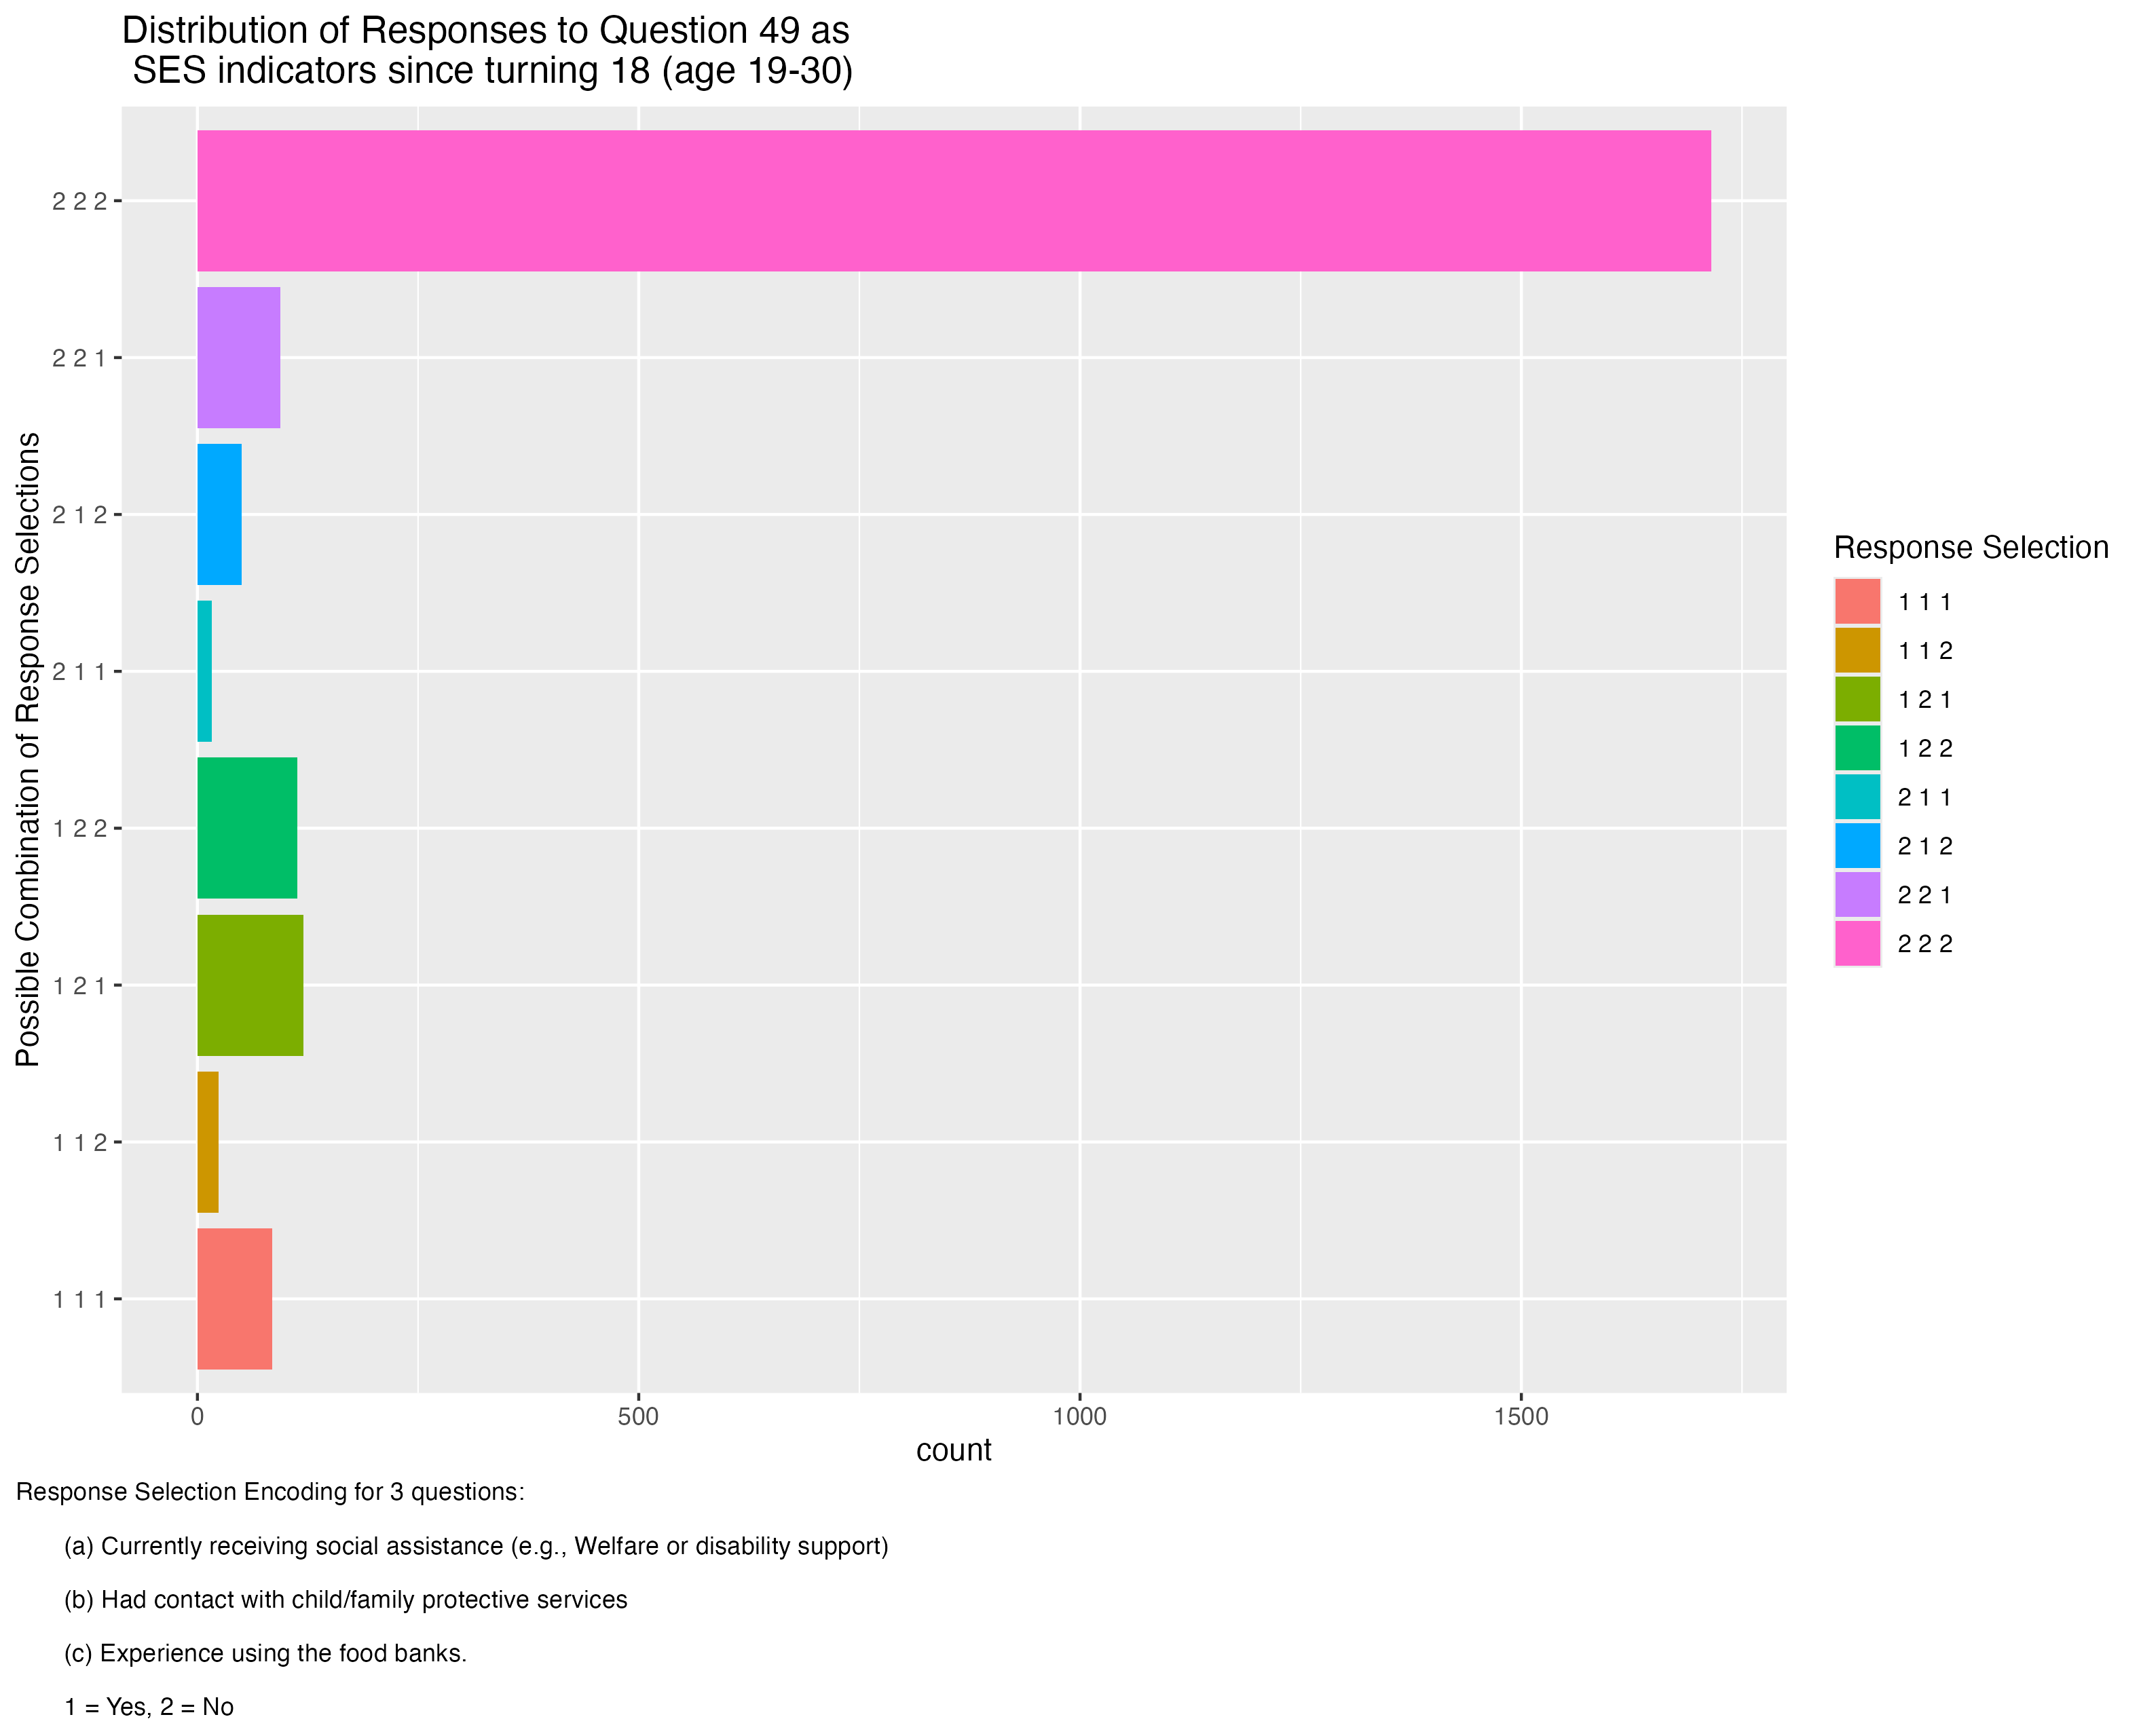 Distribution of Responses to Question 49 as
SES indicators since turning 18 (age 19-30)
Possible Combination of Response Selections
2 2 2
2 2 1
2 1 2
2 1 1
1 2 2
1 2 1
1 1 2
1 1 1
0 500 1000 1500
count
Response Selection
1 1 1
1 1 2
1 2 1
1 2 2
2 1 1
2 1 2
2 2 1
2 2 2
Response Selection Encoding for 3 questions:
(a) Currently receiving social assistance (e.g., Welfare or disability support)
(b) Had contact with child/family protective services
(c) Experience using the food banks.
1 = Yes, 2 = No